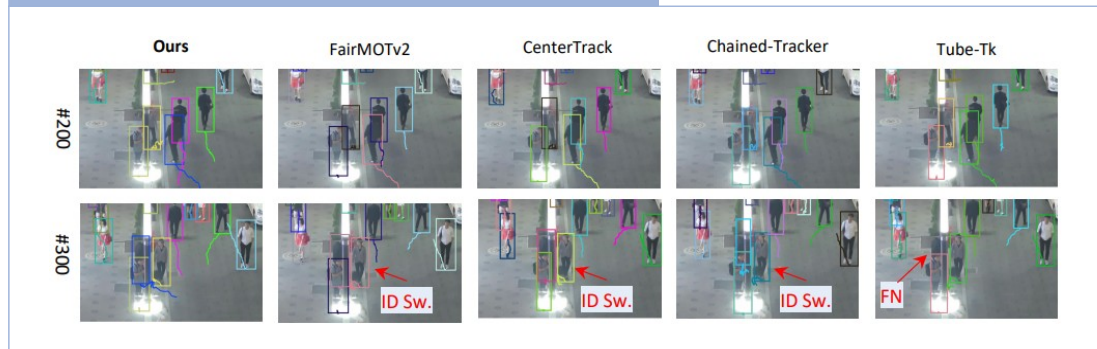 Ours FairMOTv2 CenterTrack Chained-Tracker Tube-Tk
#200
#300
ID Sw. ID Sw. ID Sw. FN